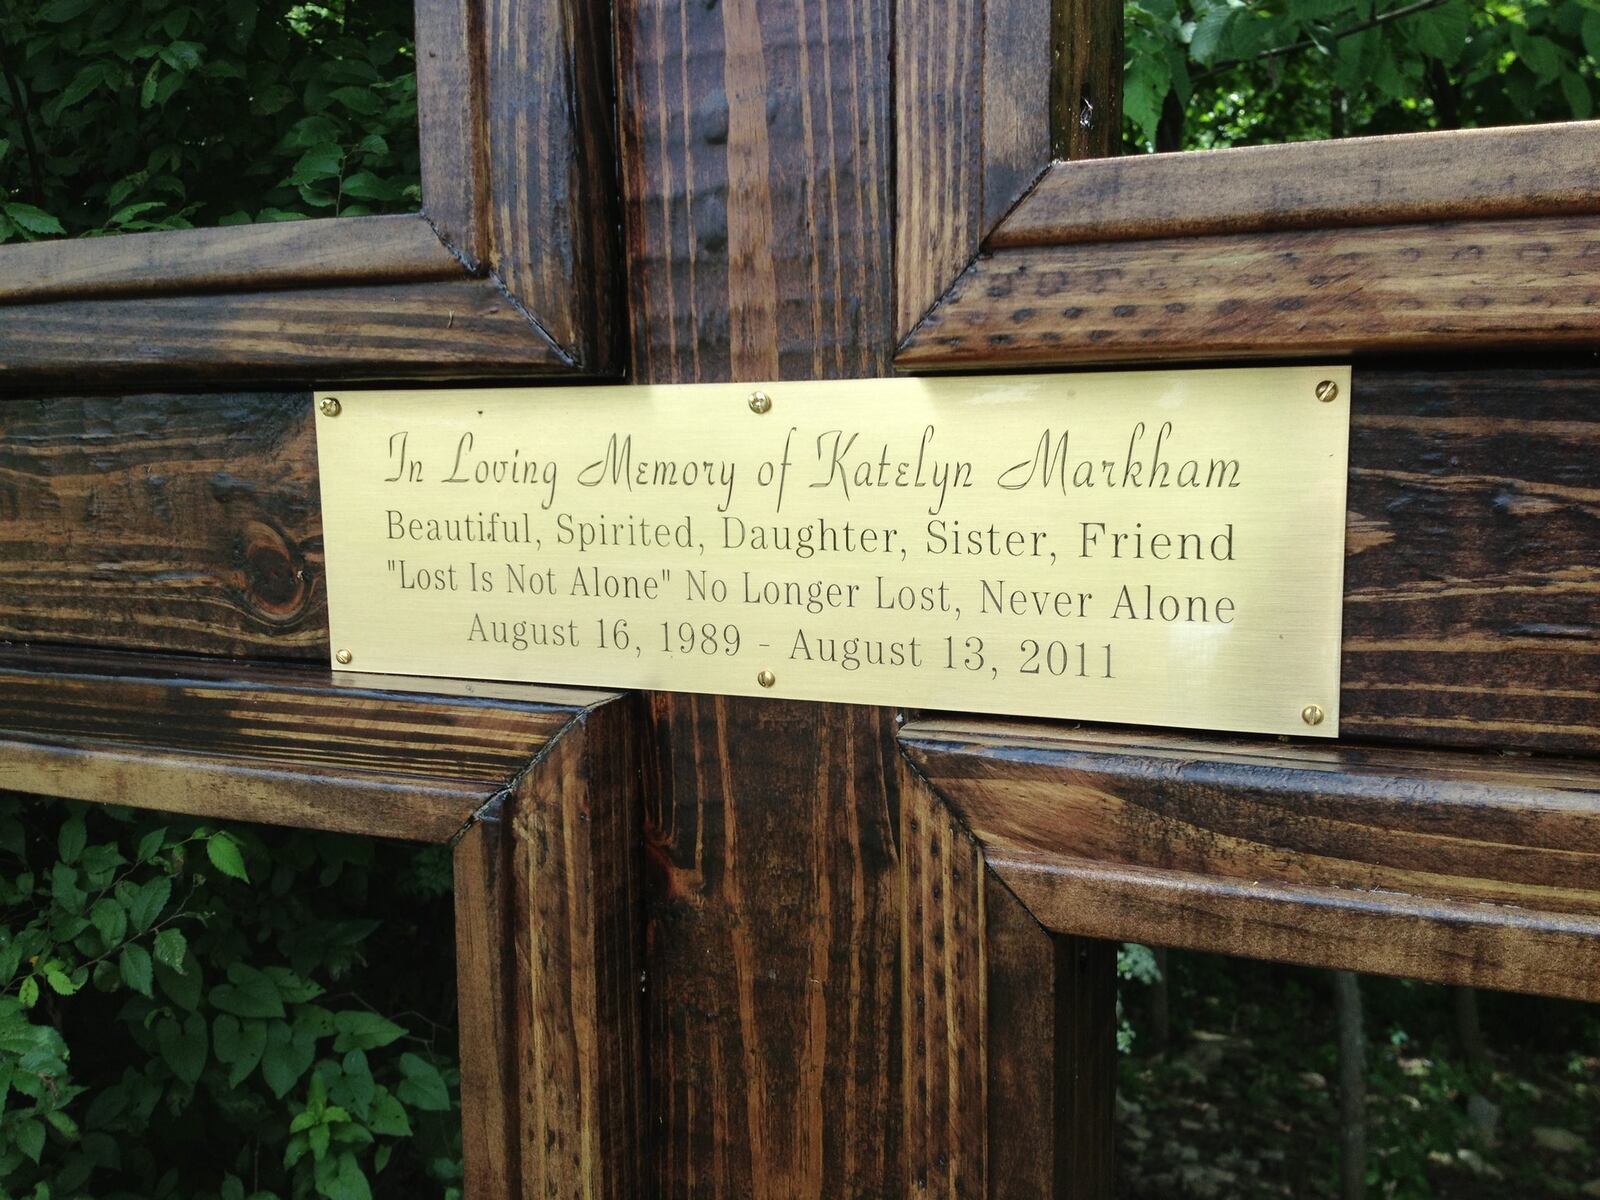 In Loving Memory of Katelyn Markham
Beautiful, Spirited, Daughter, Sister, Friend
"Lost Is Not Alone" No Longer Lost, Never Alone
August 16, 1989 - August 13, 2011